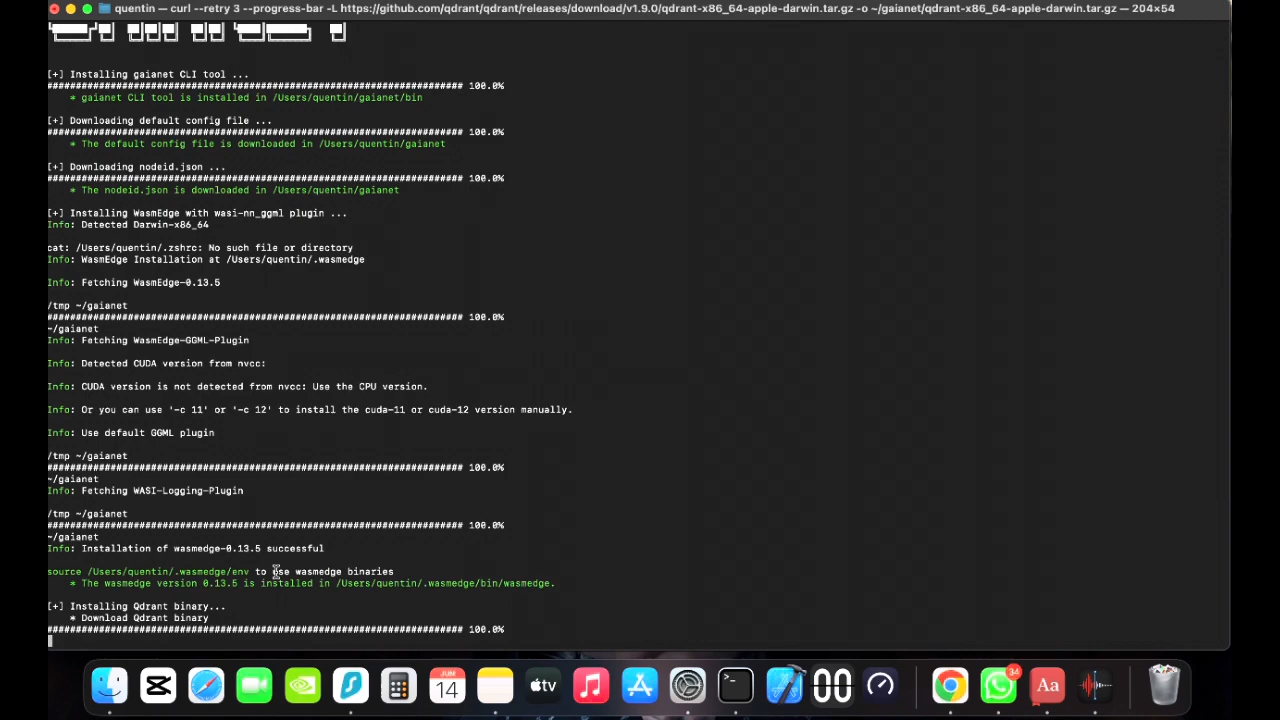 quentin — curl --retry 3 --progress-bar -L https://github.com/qdrant/qdrant/releases/download/v1.9.0/qdrant-x86_64-apple-darwin.tar.gz -o ~/gaianet/qdrant-x86_64-apple-darwin.tar.gz — 204×54
[+] Installing gaianet CLI tool ...
######################################################################## 100.0%
* gaianet CLI tool is installed in /Users/quentin/gaianet/bin
[+] Downloading default config file ...
######################################################################## 100.0%
* The default config file is downloaded in /Users/quentin/gaianet
[+] Downloading nodeid.json ...
######################################################################## 100.0%
* The nodeid.json is downloaded in /Users/quentin/gaianet
[+] Installing WasmEdge with wasi-nn_ggml plugin ...
Info: Detected Darwin-x86_64
cat: /Users/quentin/.zshrc: No such file or directory
Info: WasmEdge Installation at /Users/quentin/.wasmedge
Info: Fetching WasmEdge-0.13.5
/tmp ~/gaianet
######################################################################## 100.0%
~/gaianet
Info: Fetching WasmEdge-GGML-Plugin
Info: Detected CUDA version from nvcc:
Info: CUDA version is not detected from nvcc: Use the CPU version.
Info: Or you can use '-c 11' or '-c 12' to install the cuda-11 or cuda-12 version manually.
Info: Use default GGML plugin
/tmp ~/gaianet
######################################################################## 100.0%
~/gaianet
Info: Fetching WASI-Logging-Plugin
/tmp ~/gaianet
######################################################################## 100.0%
~/gaianet
Info: Installation of wasmedge-0.13.5 successful
source /Users/quentin/.wasmedge/env to use wasmedge binaries
* The wasmedge version 0.13.5 is installed in /Users/quentin/.wasmedge/bin/wasmedge.
[+] Installing Qdrant binary...
* Download Qdrant binary
######################################################################## 100.0%
JUN
14
tv
>_
00
34
Aa